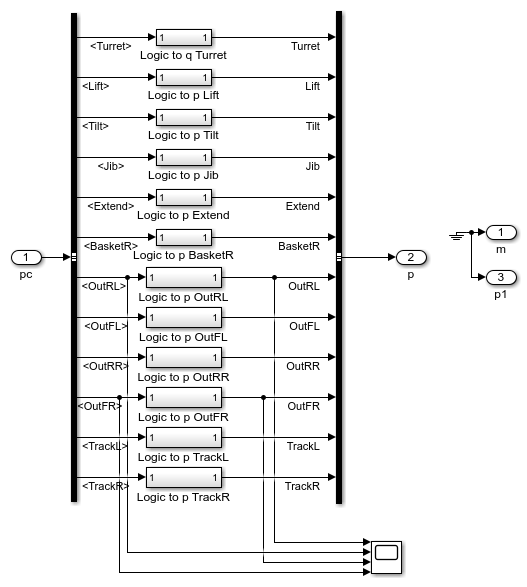 <Turret> 1 1 Turret
Logic to q Turret
<Lift> 1 1 Lift
Logic to p Lift
<Tilt> 1 1 Tilt
Logic to p Tilt
<Jib> 1 1 Jib
Logic to p Jib
<Extend> 1 1 Extend
Logic to p Extend
<BasketR> 1 1 BasketR
Logic to p BasketR
1 pc
2 p
1 m
3 p1
<OutRL> 1 1 OutRL
Logic to p OutRL
<OutFL> 1 1 OutFL
Logic to p OutFL
<OutRR> 1 1 OutRR
Logic to p OutRR
<OutFR> 1 1 OutFR
Logic to p OutFR
<TrackL> 1 1 TrackL
Logic to p TrackL
<TrackR> 1 1 TrackR
Logic to p TrackR